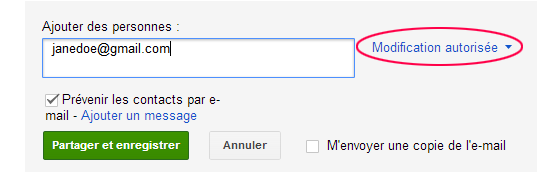 Ajouter des personnes :
janedoe@gmail.com
Modification autorisée
Prévenir les contacts par e-
mail - Ajouter un message
Partager et enregistrer
Annuler
M'envoyer une copie de l'e-mail